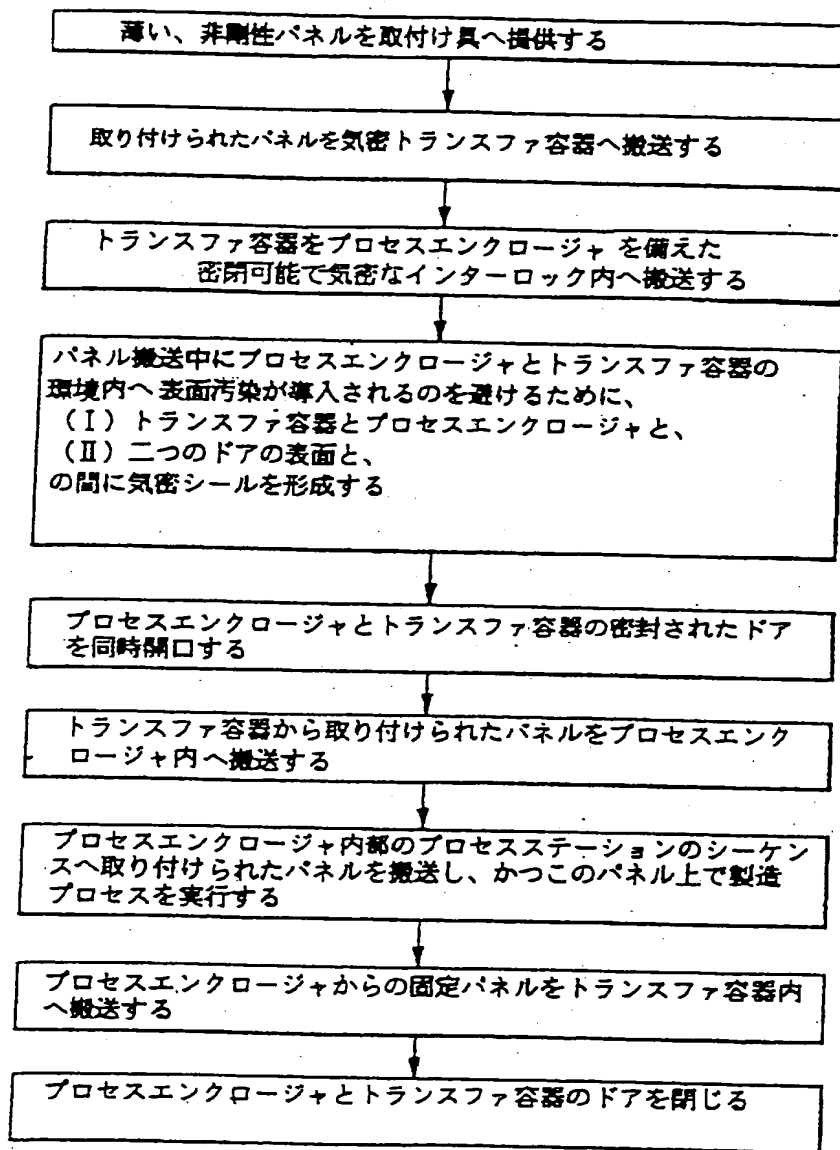 薄い、非剛性パネルを取付け具へ提供する
取り付けられたパネルを気密トランスファ容器へ搬送する
トランスファ容器をプロセスエンクロージャ を備えた
密閉可能で気密なインターロック内へ搬送する
パネル搬送中にプロセスエンクロージャとトランスファ容器の
環境内へ表面汚染が導入されるのを避けるために、
(Ⅰ)トランスファ容器とプロセスエンクロージャと、
(Ⅱ)二つのドアの表面と、
の間に気密シールを形成する
プロセスエンクロージャとトランスファ容器の密封されたドア
を同時開口する
トランスファ容器から取り付けられたパネルをプロセスエンク
ロージャ内へ搬送する
プロセスエンクロージャ内部のプロセスステーションのシーケン
スへ取り付けられたパネルを搬送し、かつこのパネル上で製造
プロセスを実行する
プロセスエンクロージャからの固定パネルをトランスファ容器内
へ搬送する
プロセスエンクロージャとトランスファ容器のドアを閉じる